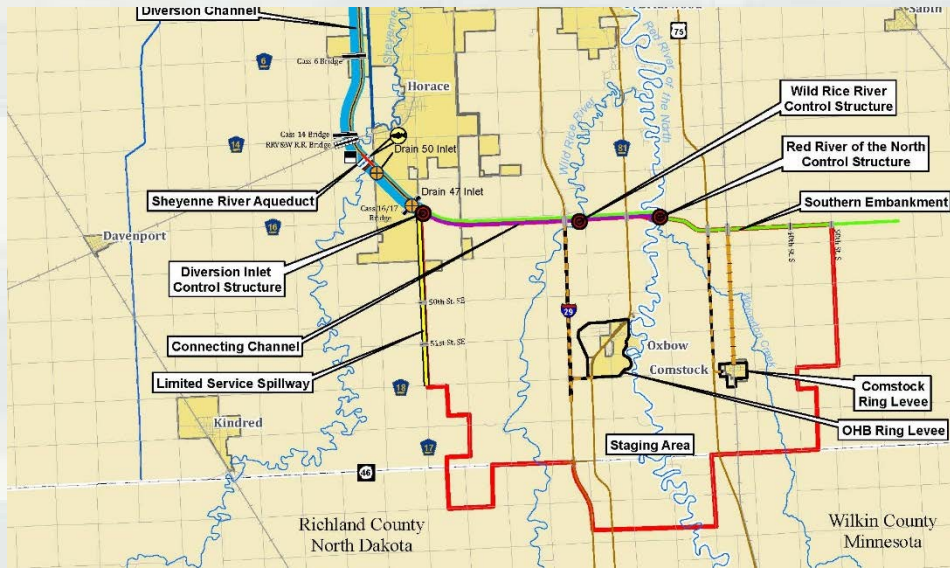 Diversion Channel
6
Cass 6 Bridge
Sheyenne
Horace
75
Sabin
Red River of the North
Wild Rice River
Wild Rice River
Control Structure
14
Cass 14 Bridge
RRV&W R.R. Bridge
Drain 50 Inlet
81
Red River of the North
Control Structure
Sheyenne River Aqueduct
Drain 47 Inlet
Cass 16/17
Bridge
Southern Embankment
16
Davenport
Diversion Inlet
Control Structure
40th St. S
50th St. SE
29
Connecting Channel
51st St. SE
Oxbow
Comstock
Limited Service Spillway
18
Comstock
Ring Levee
Kindred
17
OHB Ring Levee
Staging Area
46
Richland County
North Dakota
Wilkin County
Minnesota